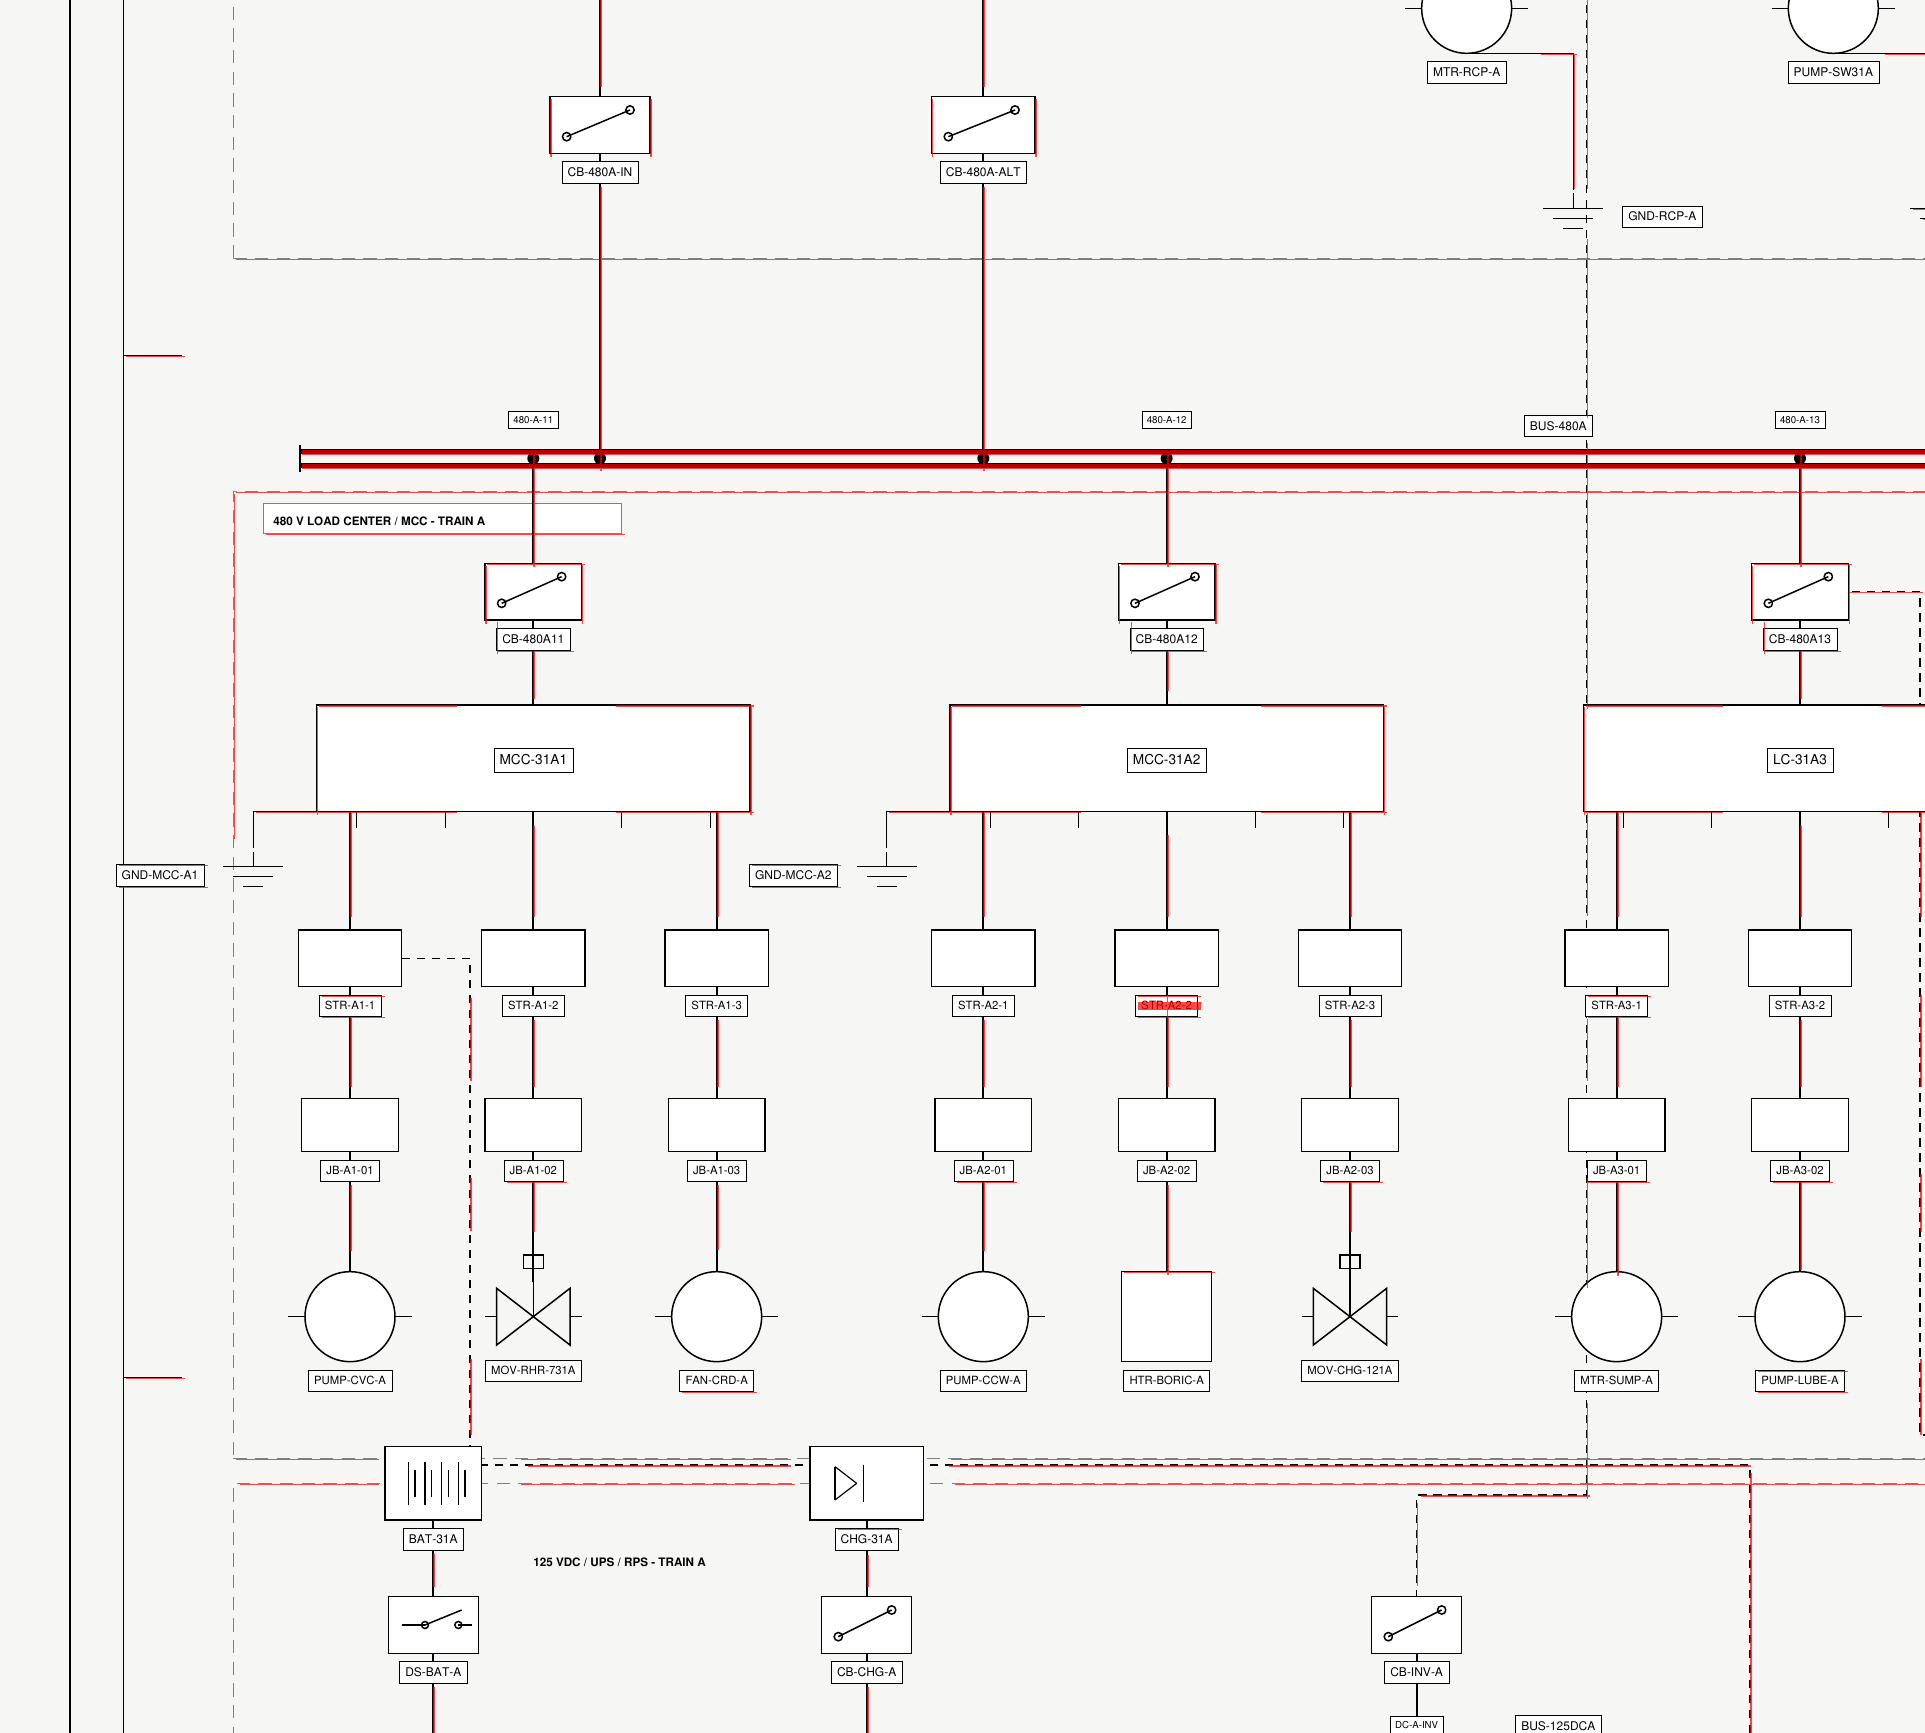 MTR-RCP-A
PUMP-SW31A
CB-480A-IN
CB-480A-ALT
GND-RCP-A
480-A-11
480-A-12
BUS-480A
480-A-13
480 V LOAD CENTER / MCC - TRAIN A
CB-480A11
CB-480A12
CB-480A13
MCC-31A1
MCC-31A2
LC-31A3
GND-MCC-A1
GND-MCC-A2
STR-A1-1
STR-A1-2
STR-A1-3
STR-A2-1
STR-A2-2
STR-A2-3
STR-A3-1
STR-A3-2
JB-A1-01
JB-A1-02
JB-A1-03
JB-A2-01
JB-A2-02
JB-A2-03
JB-A3-01
JB-A3-02
PUMP-CVC-A
MOV-RHR-731A
FAN-CRD-A
PUMP-CCW-A
HTR-BORIC-A
MOV-CHG-121A
MTR-SUMP-A
PUMP-LUBE-A
BAT-31A
CHG-31A
125 VDC / UPS / RPS - TRAIN A
DS-BAT-A
CB-CHG-A
CB-INV-A
DC-A-INV
BUS-125DCA